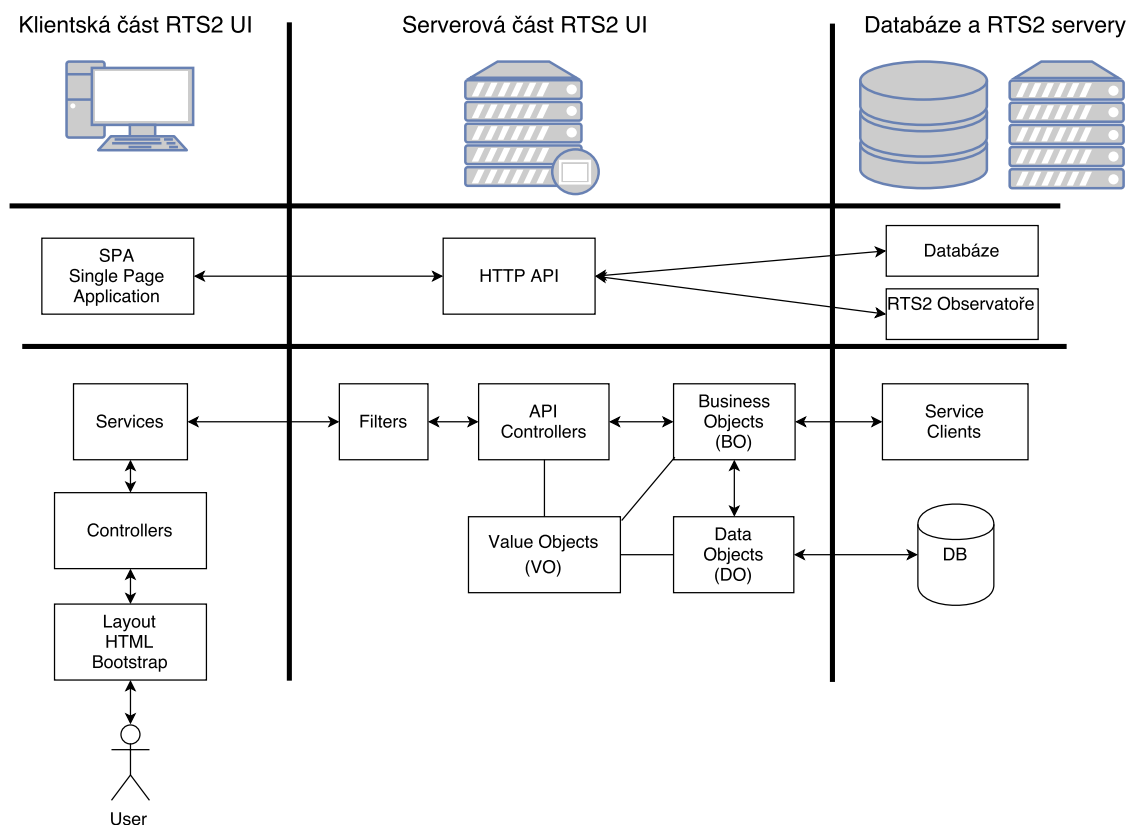 Klientská část RTS2 UI
Serverová část RTS2 UI
Databáze a RTS2 servery
SPA
Single Page
Application
HTTP API
Databáze
RTS2 Observatoře
Services
Filters
API
Controllers
Business
Objects
(BO)
Service
Clients
Controllers
Value Objects
(VO)
Data
Objects
(DO)
DB
Layout
HTML
Bootstrap
User